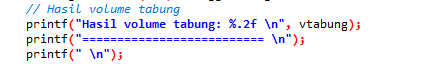 // Hasil volume tabung
printf("Hasil volume tabung: %.2f \n", vtabung);
printf("========================== \n");
printf(" \n");